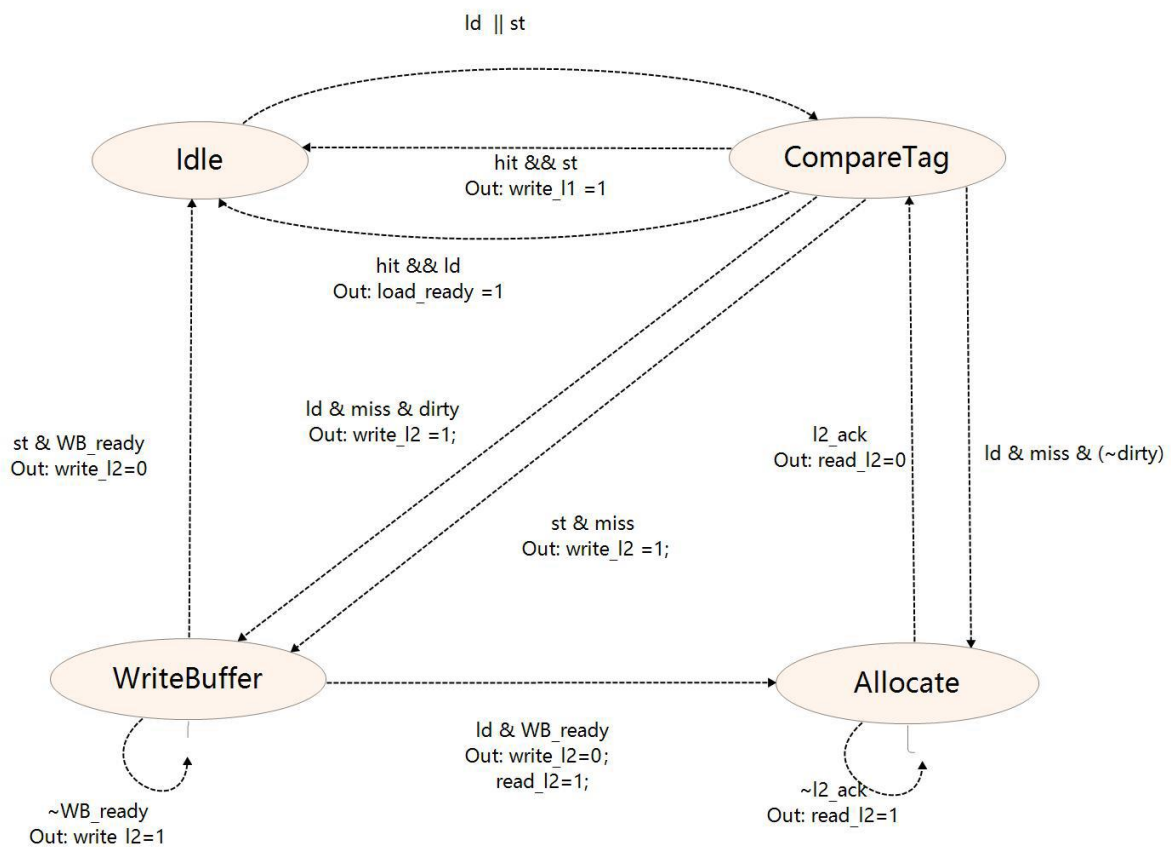 ld || st
Idle
CompareTag
hit && st
Out: write_l1 =1
hit && ld
Out: load_ready =1
ld & miss & dirty
Out: write_l2 =1;
st & WB_ready
Out: write_l2=0
l2_ack
Out: read_l2=0
ld & miss & (~dirty)
st & miss
Out: write_l2 =1;
WriteBuffer
Allocate
ld & WB_ready
Out: write_l2=0;
read_l2=1;
~WB_ready
Out: write_l2=1
~l2_ack
Out: read_l2=1